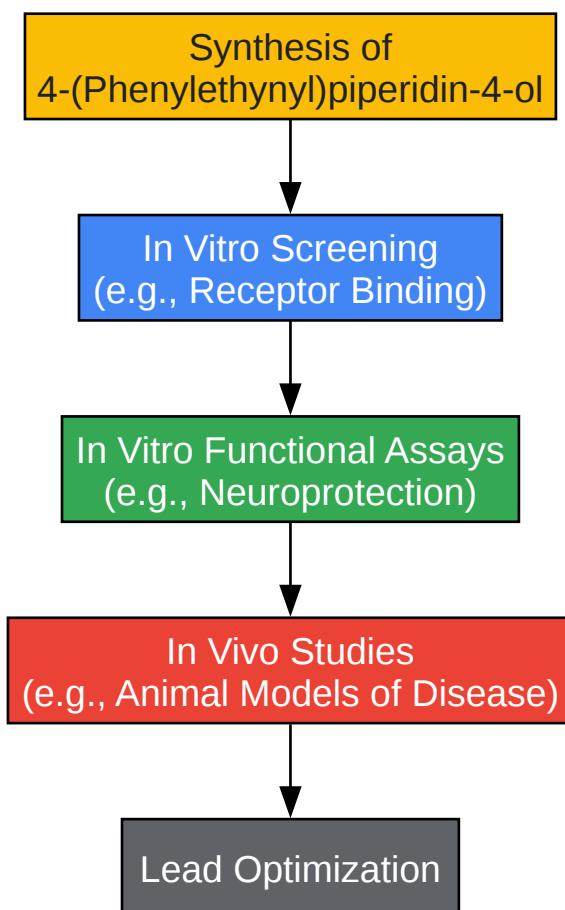 Synthesis of
4-(Phenylethynyl)piperidin-4-ol
In Vitro Screening
(e.g., Receptor Binding)
In Vitro Functional Assays
(e.g., Neuroprotection)
In Vivo Studies
(e.g., Animal Models of Disease)
Lead Optimization